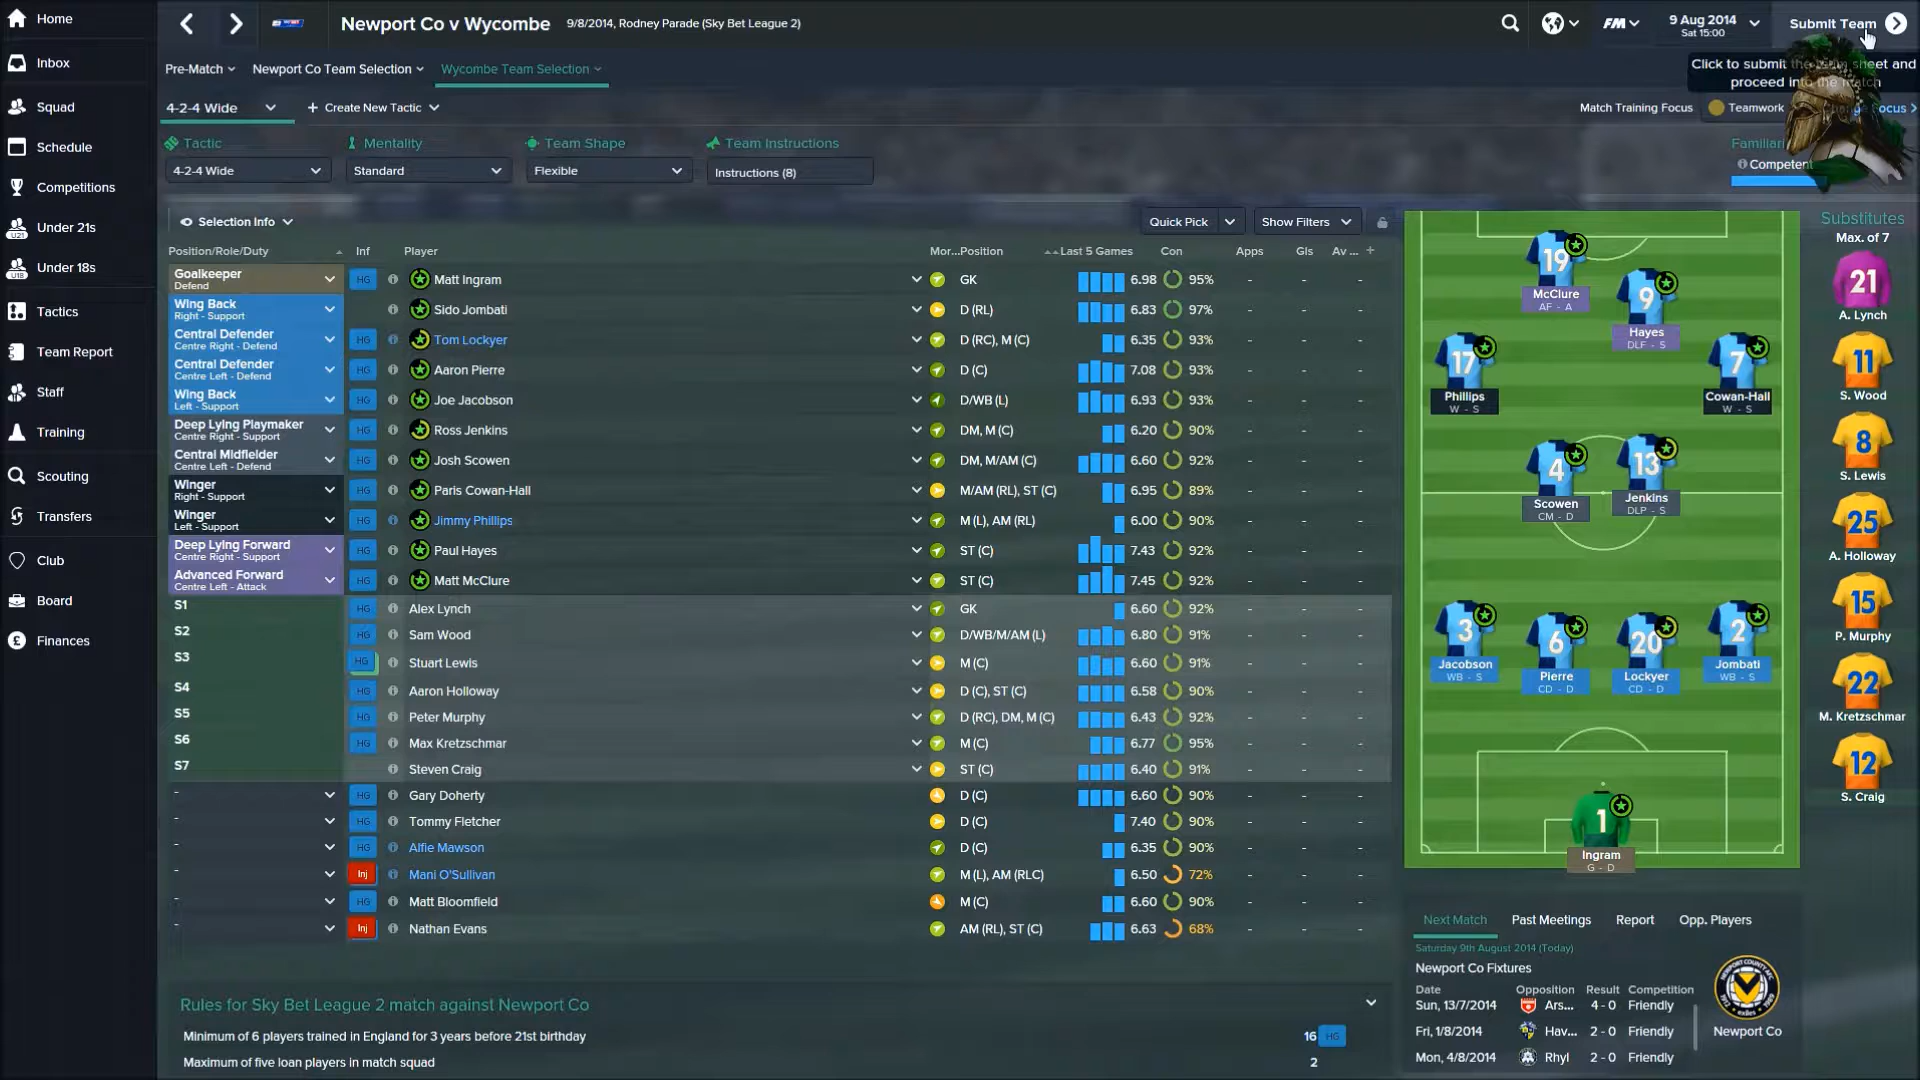 Home
Newport Co v Wycombe
9/8/2014, Rodney Parade (Sky Bet League 2)
FM
9 Aug 2014
Sat 15:00
Submit Team
Click to submit the team sheet and
proceed into the match
Inbox
Squad
Schedule
Competitions
Under 21s
Under 18s
Tactics
Team Report
Staff
Training
Scouting
Transfers
Club
Board
Finances
Pre-Match
Newport Co Team Selection
Wycombe Team Selection
4-2-4 Wide
+ Create New Tactic
Match Training Focus
Teamwork
Focus >
Tactic
Mentality
Team Shape
Team Instructions
4-2-4 Wide
Standard
Flexible
Instructions (8)
Competent
Selection Info
Quick Pick
Show Filters
Position/Role/Duty Inf Player Mor... Position Last 5 Games Con Apps Gls Av ... +
Goalkeeper
Defend
HG Matt Ingram GK 6.98 95% - - -
Wing Back
Right - Support
Sido Jombati D (RL) 6.83 97% - - -
Central Defender
Centre Right - Defend
HG Tom Lockyer D (RC), M (C) 6.35 93% - - -
Central Defender
Centre Left - Defend
HG Aaron Pierre D (C) 7.08 93% - - -
Wing Back
Left - Support
HG Joe Jacobson D/WB (L) 6.93 93% - - -
Deep Lying Playmaker
Centre Right - Support
HG Ross Jenkins DM, M (C) 6.20 90% - - -
Central Midfielder
Centre Left - Defend
HG Josh Scowen DM, M/AM (C) 6.60 92% - - -
Winger
Right - Support
HG Paris Cowan-Hall M/AM (RL), ST (C) 6.95 89% - - -
Winger
Left - Support
HG Jimmy Phillips M (L), AM (RL) 6.00 90% - - -
Deep Lying Forward
Centre Right - Support
HG Paul Hayes ST (C) 7.43 92% - - -
Advanced Forward
Centre Left - Attack
HG Matt McClure ST (C) 7.45 92% - - -
S1 HG Alex Lynch GK 6.60 92% - - -
S2 HG Sam Wood D/WB/M/AM (L) 6.80 91% - - -
S3 HG Stuart Lewis M (C) 6.60 91% - - -
S4 HG Aaron Holloway D (C), ST (C) 6.58 90% - - -
S5 HG Peter Murphy D (RC), DM, M (C) 6.43 92% - - -
S6 HG Max Kretzschmar M (C) 6.77 95% - - -
S7 Steven Craig ST (C) 6.40 91% - - -
- HG Gary Doherty D (C) 6.60 90% - - -
- HG Tommy Fletcher D (C) 7.40 90% - - -
- HG Alfie Mawson D (C) 6.35 90% - - -
- Inj Mani O'Sullivan M (L), AM (RLC) 6.50 72% - - -
- HG Matt Bloomfield M (C) 6.60 90% - - -
- Inj Nathan Evans AM (RL), ST (C) 6.63 68% - - -
Rules for Sky Bet League 2 match against Newport Co
Minimum of 6 players trained in England for 3 years before 21st birthday 16 HG
Maximum of five loan players in match squad 2
19
McClure
AF - A
9
Hayes
DLF - S
17
Phillips
W - S
7
Cowan-Hall
W - S
4
Scowen
CM - D
13
Jenkins
DLP - S
3
Jacobson
WB - S
6
Pierre
CD - D
20
Lockyer
CD - D
2
Jombati
WB - S
1
Ingram
G - D
Substitutes
Max. of 7
21
A. Lynch
11
S. Wood
8
S. Lewis
25
A. Holloway
15
P. Murphy
22
M. Kretzschmar
12
S. Craig
Next Match
Past Meetings
Report
Opp. Players
Saturday 9th August 2014 (Today)
Newport Co Fixtures
Date Opposition Result Competition
Sun, 13/7/2014 Ars... 4 - 0 Friendly
Fri, 1/8/2014 Hav... 2 - 0 Friendly
Mon, 4/8/2014 Rhyl 2 - 0 Friendly
Newport Co